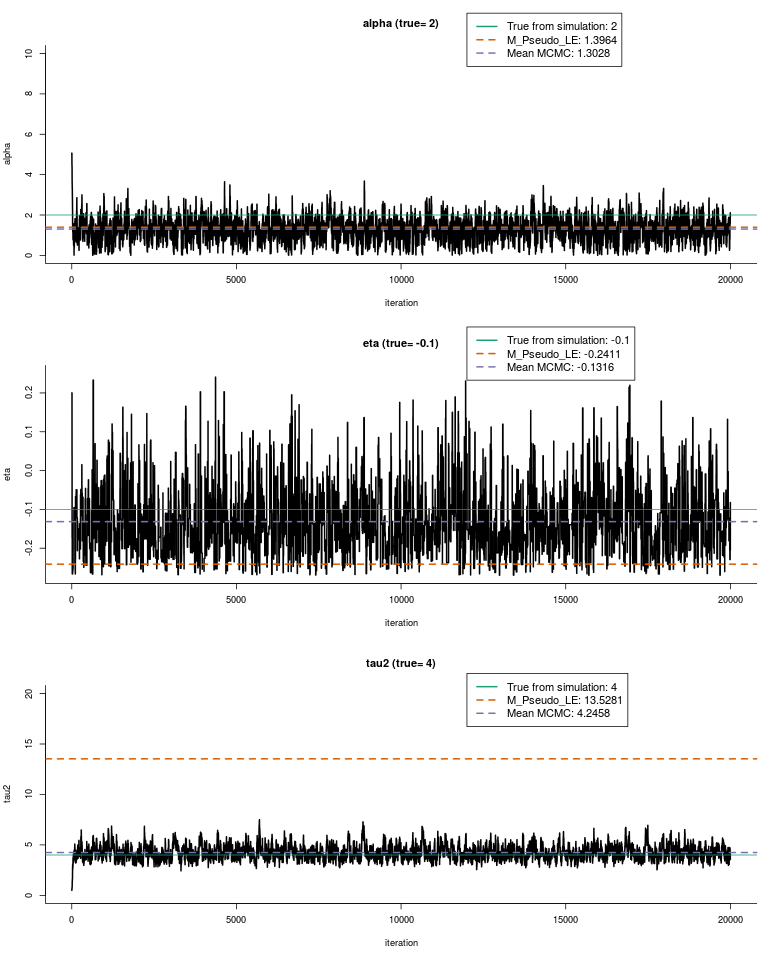 alpha (true= 2)
True from simulation: 2
M_Pseudo_LE: 1.3964
Mean MCMC: 1.3028
alpha
10
8
6
4
2
0
0 5000 10000 15000 20000
iteration
eta (true= -0.1)
True from simulation: -0.1
M_Pseudo_LE: -0.2411
Mean MCMC: -0.1316
eta
0.2
0.1
0.0
-0.1
-0.2
0 5000 10000 15000 20000
iteration
tau2 (true= 4)
True from simulation: 4
M_Pseudo_LE: 13.5281
Mean MCMC: 4.2458
tau2
20
15
10
5
0
0 5000 10000 15000 20000
iteration